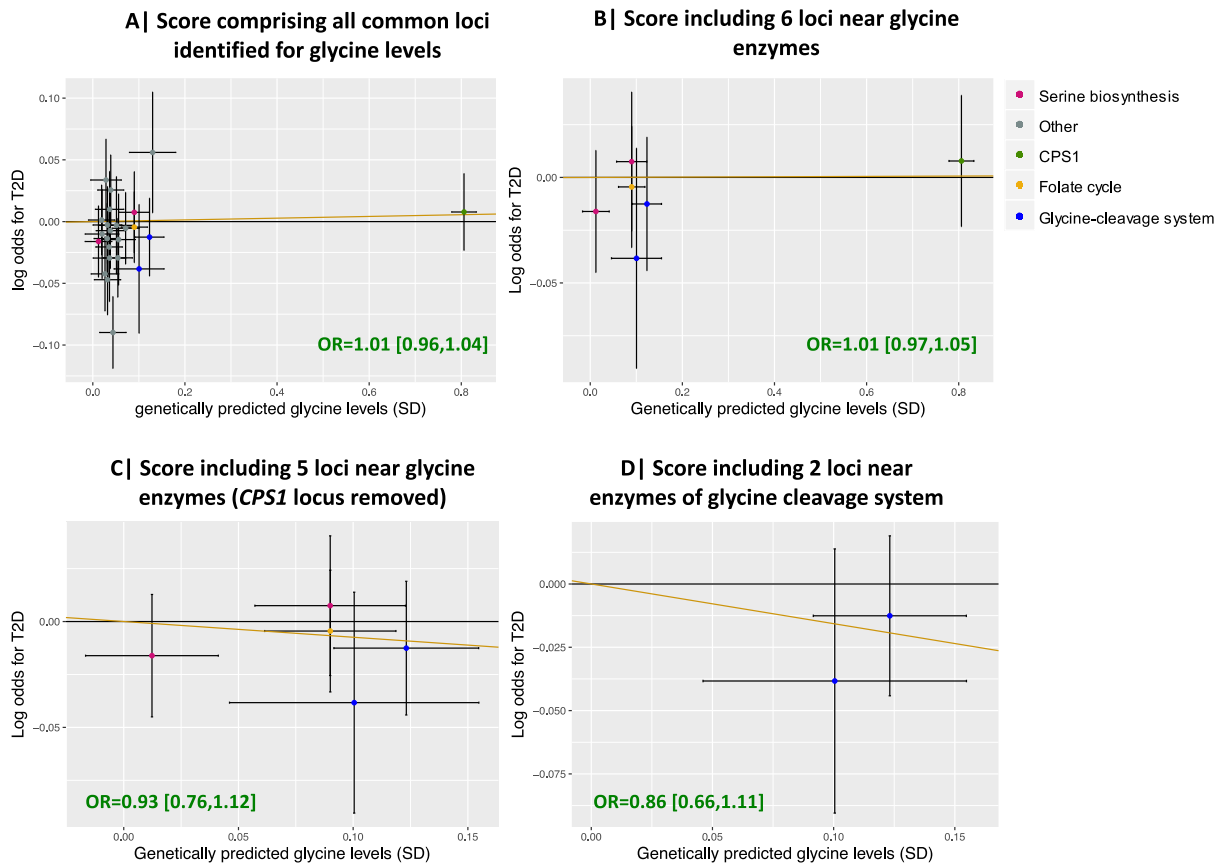 A| Score comprising all common loci
identified for glycine levels
log odds for T2D
0.10
0.05
0.00
−0.05
−0.10
OR=1.01 [0.96,1.04]
0.0 0.2 0.4 0.6 0.8
genetically predicted glycine levels (SD)
B| Score including 6 loci near glycine
enzymes
Log odds for T2D
0.00
−0.05
OR=1.01 [0.97,1.05]
0.0 0.2 0.4 0.6 0.8
Genetically predicted glycine levels (SD)
Serine biosynthesis
Other
CPS1
Folate cycle
Glycine-cleavage system
C| Score including 5 loci near glycine
enzymes (CPS1 locus removed)
Log odds for T2D
0.00
−0.05
OR=0.93 [0.76,1.12]
0.00 0.05 0.10 0.15
Genetically predicted glycine levels (SD)
D| Score including 2 loci near
enzymes of glycine cleavage system
Log odds for T2D
0.000
−0.025
−0.050
−0.075
OR=0.86 [0.66,1.11]
0.00 0.05 0.10 0.15
Genetically predicted glycine levels (SD)